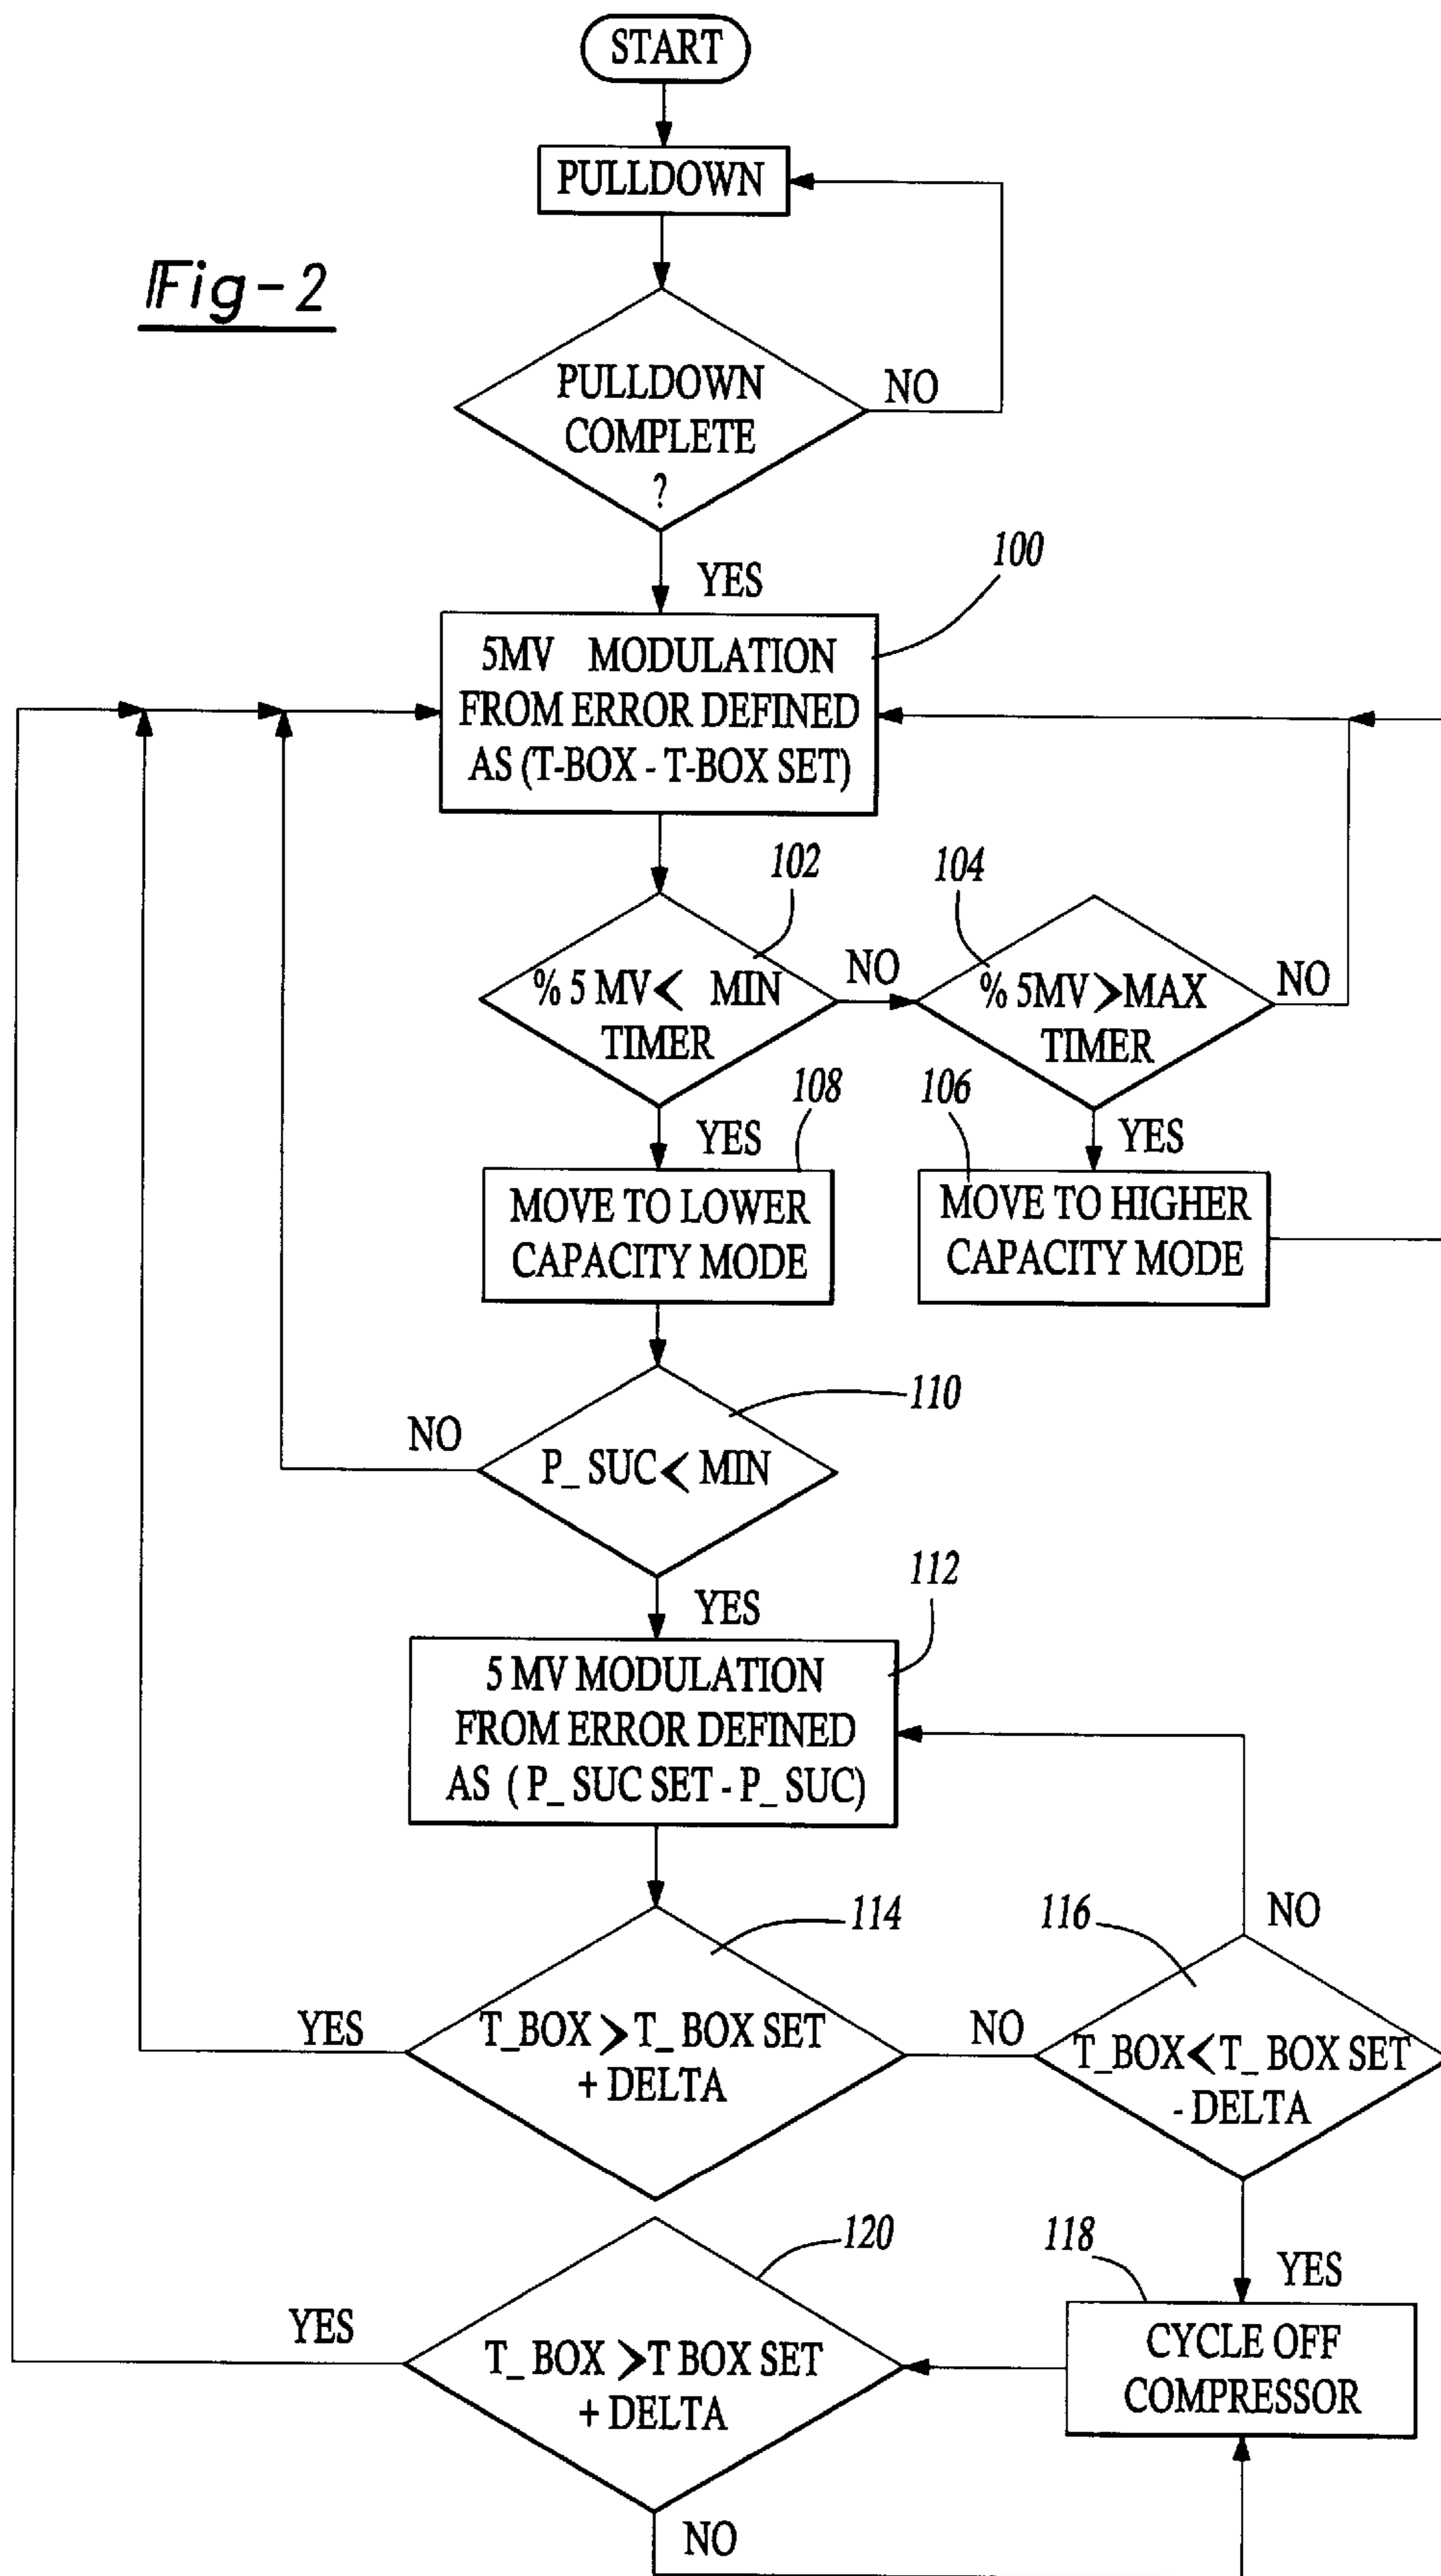 START
PULLDOWN
Fig-2
PULLDOWN
COMPLETE
?
NO
YES
100
5MV MODULATION
FROM ERROR DEFINED
AS (T-BOX - T-BOX SET)
102
104
% 5 MV < MIN
TIMER
NO
% 5MV > MAX
TIMER
NO
108
YES
106
YES
MOVE TO LOWER
CAPACITY MODE
MOVE TO HIGHER
CAPACITY MODE
110
NO
P_ SUC < MIN
YES
112
5 MV MODULATION
FROM ERROR DEFINED
AS ( P_ SUC SET - P_ SUC)
114
116
NO
YES
T_BOX > T_ BOX SET
+ DELTA
NO
T_BOX < T_ BOX SET
- DELTA
120
118
YES
YES
T_ BOX > T BOX SET
+ DELTA
CYCLE OFF
COMPRESSOR
NO